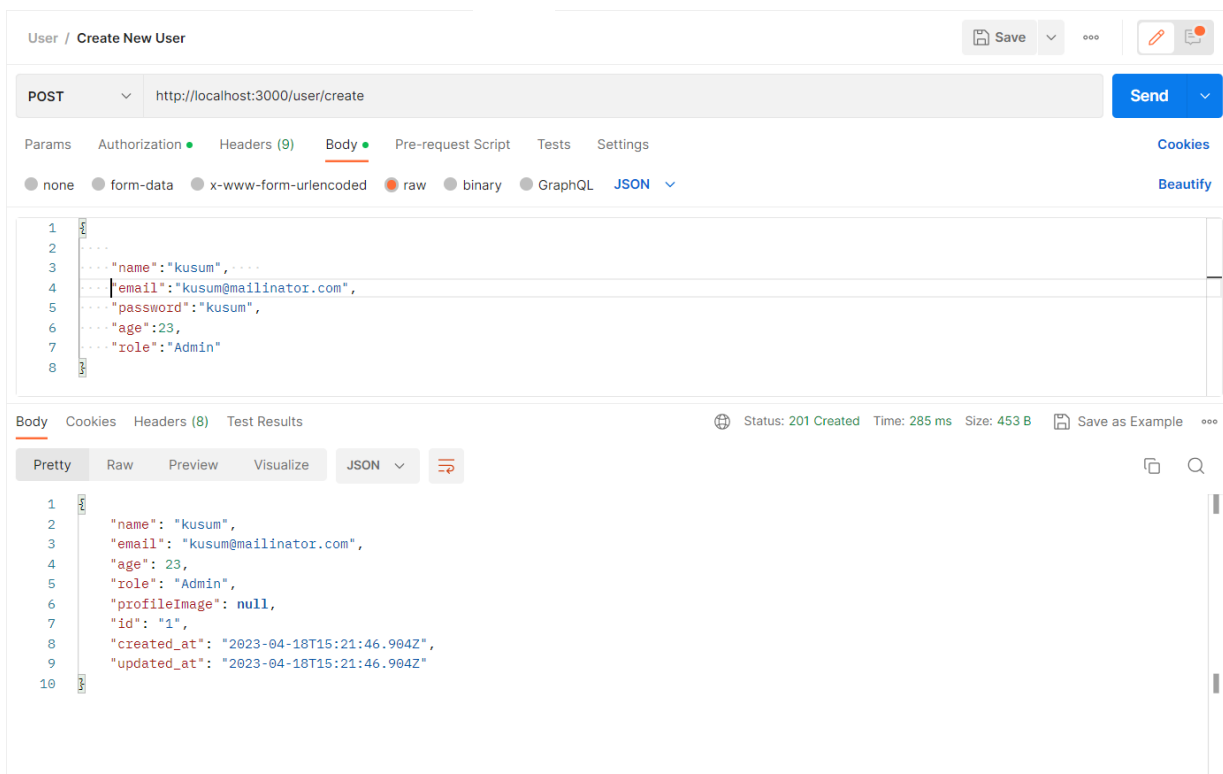 User / Create New User
Save
POST
http://localhost:3000/user/create
Send
Params Authorization Headers (9) Body Pre-request Script Tests Settings Cookies
none form-data x-www-form-urlencoded raw binary GraphQL JSON Beautify
1 {
2
3 "name":"kusum",
4 "email":"kusum@mailinator.com",
5 "password":"kusum",
6 "age":23,
7 "role":"Admin"
8 }
Body Cookies Headers (8) Test Results Status: 201 Created Time: 285 ms Size: 453 B Save as Example
Pretty Raw Preview Visualize JSON
1 {
2 "name": "kusum",
3 "email": "kusum@mailinator.com",
4 "age": 23,
5 "role": "Admin",
6 "profileImage": null,
7 "id": "1",
8 "created_at": "2023-04-18T15:21:46.904Z",
9 "updated_at": "2023-04-18T15:21:46.904Z"
10 }